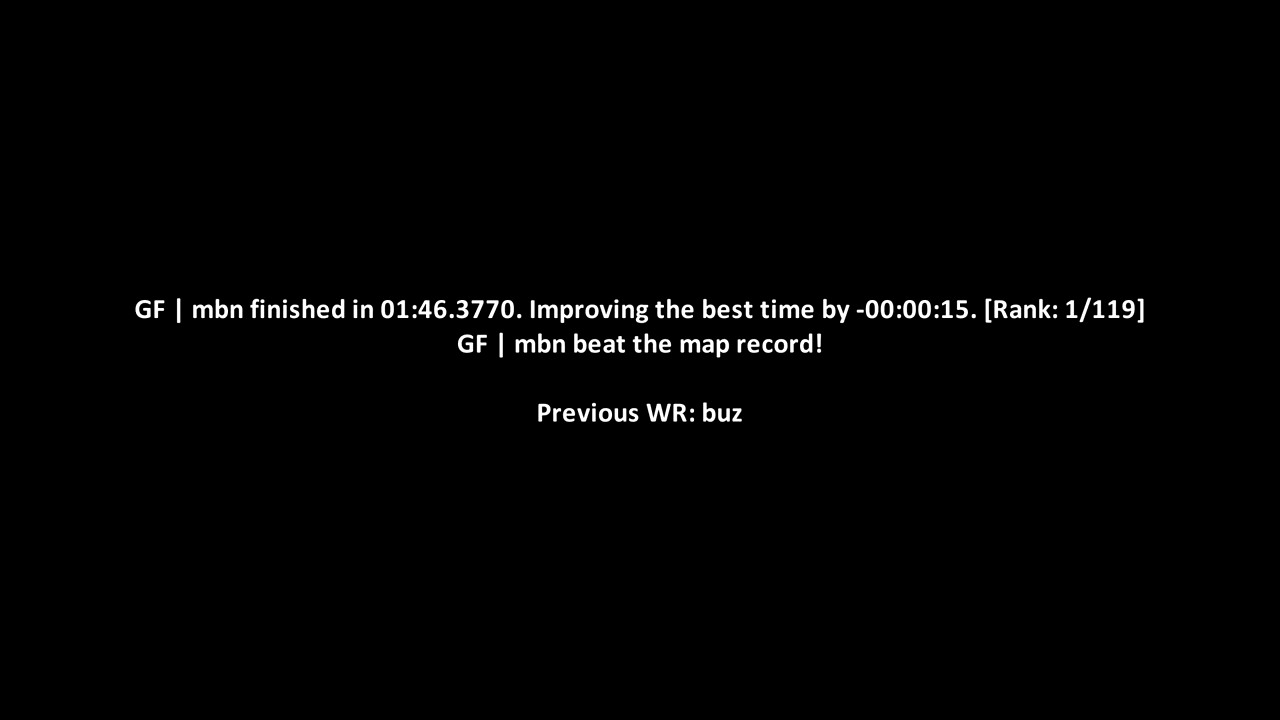 GF | mbn finished in 01:46.3770. Improving the best time by -00:00:15. [Rank: 1/119]
GF | mbn beat the map record!
Previous WR: buz